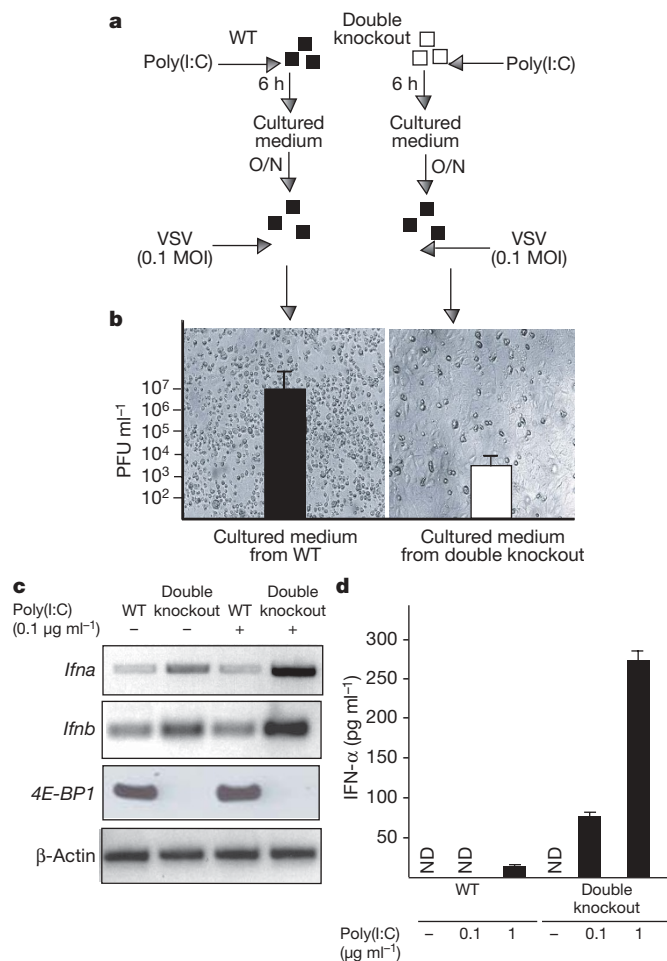 a
WT
Double knockout
Poly(I:C)
Poly(I:C)
6 h
6 h
Cultured medium
Cultured medium
O/N
O/N
VSV (0.1 MOI)
VSV (0.1 MOI)
b
PFU ml⁻¹
10⁷
10⁶
10⁵
10⁴
10³
10²
Cultured medium from WT
Cultured medium from double knockout
c
Poly(I:C) (0.1 µg ml⁻¹)
WT
Double knockout
WT
Double knockout
– – + +
Ifna
Ifnb
4E-BP1
β-Actin
d
IFN-α (pg ml⁻¹)
300
250
200
150
100
50
ND
ND
ND
WT
Double knockout
Poly(I:C) (µg ml⁻¹)
– 0.1 1 – 0.1 1